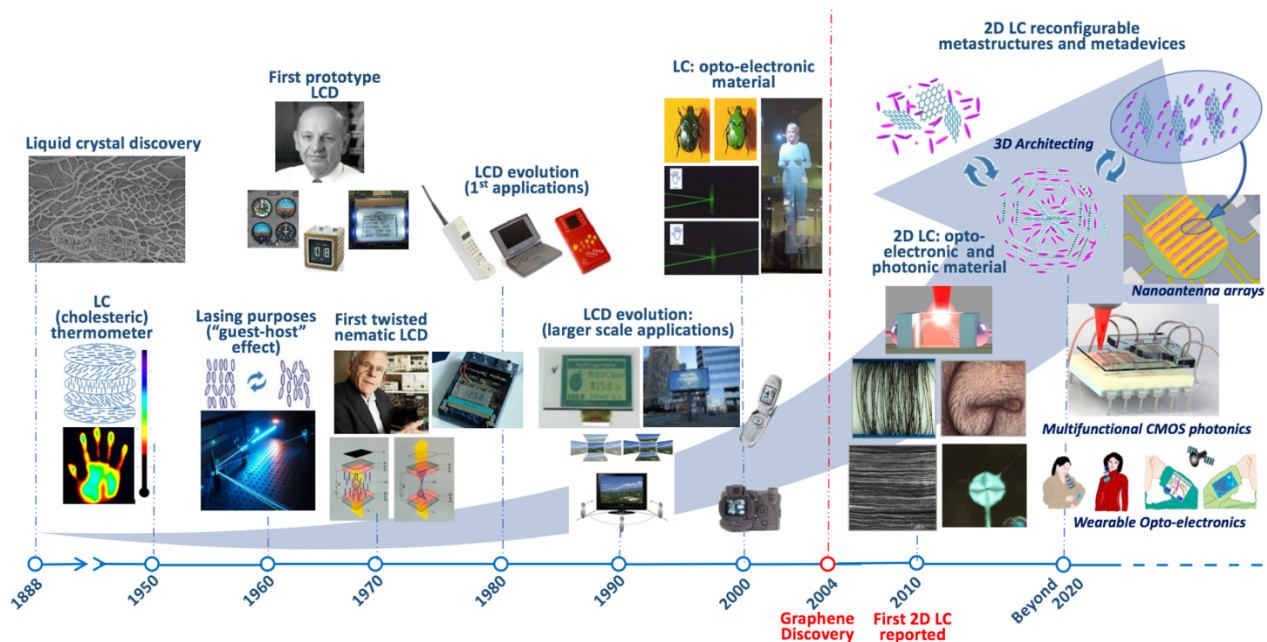 Liquid crystal discovery
First prototype
LCD
LCD evolution
(1st applications)
LC: opto-electronic
material
2D LC reconfigurable
metastructures and metadevices
3D Architecting
Nanoantenna arrays
LC
(cholesteric)
thermometer
Lasing purposes
("guest-host"
effect)
First twisted
nematic LCD
LCD evolution:
(larger scale applications)
2D LC: opto-
electronic and
photonic material
Multifunctional CMOS photonics
Wearable Opto-electronics
1888
1950
1960
1970
1980
1990
2000
2004
2010
Beyond
2020
Graphene
Discovery
First 2D LC
reported